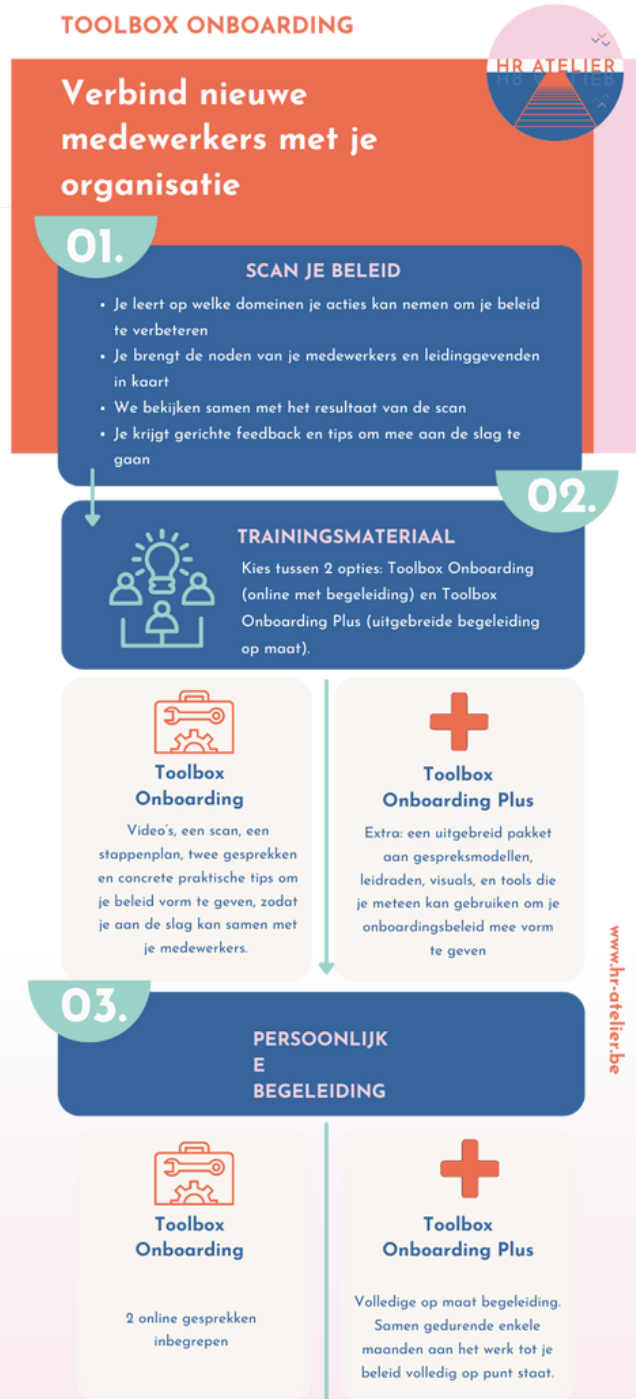 TOOLBOX ONBOARDING
HR ATELIER
Verbind nieuwe
medewerkers met je
organisatie
01.
SCAN JE BELEID
• Je leert op welke domeinen je acties kan nemen om je beleid
te verbeteren
• Je brengt de noden van je medewerkers en leidinggevenden
in kaart
• We bekijken samen met het resultaat van de scan
• Je krijgt gerichte feedback en tips om mee aan de slag te
gaan
02.
TRAININGSMATERIAAL
Kies tussen 2 opties: Toolbox Onboarding
(online met begeleiding) en Toolbox
Onboarding Plus (uitgebreide begeleiding
op maat).
Toolbox
Onboarding
Video's, een scan, een
stappenplan, twee gesprekken
en concrete praktische tips om
je beleid vorm te geven, zodat
je aan de slag kan samen met
je medewerkers.
Toolbox
Onboarding Plus
Extra: een uitgebreid pakket
aan gespreksmodellen,
leidraden, visuals, en tools die
je meteen kan gebruiken om je
onboardingsbeleid mee vorm
te geven
www.hr-atelier.be
03.
PERSOONLIJK
E
BEGELEIDING
Toolbox
Onboarding
2 online gesprekken
inbegrepen
Toolbox
Onboarding Plus
Volledige op maat begeleiding.
Samen gedurende enkele
maanden aan het werk tot je
beleid volledig op punt staat.